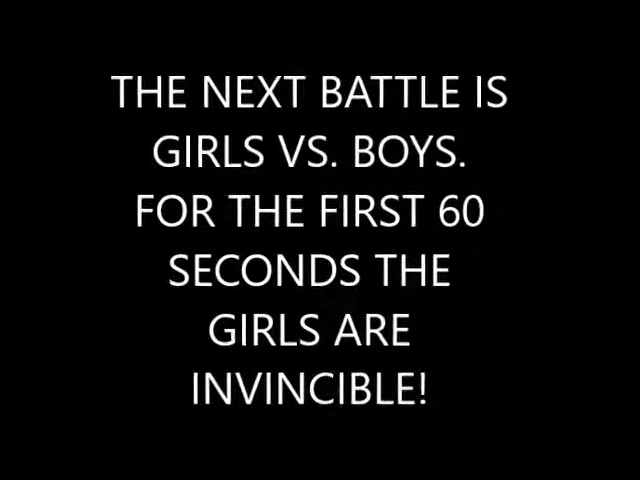 THE NEXT BATTLE IS
GIRLS VS. BOYS.
FOR THE FIRST 60
SECONDS THE
GIRLS ARE
INVINCIBLE!